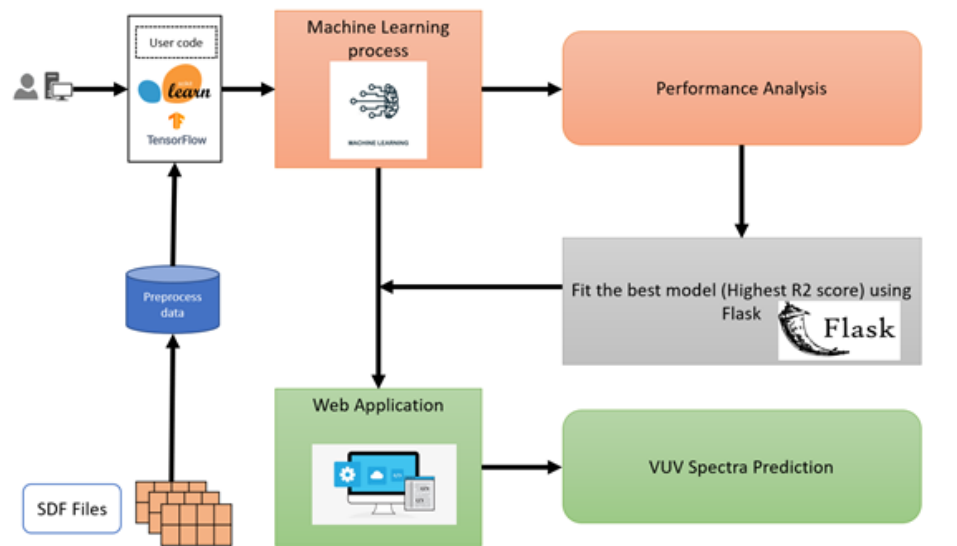 User code
learn
TensorFlow
Machine Learning
process
MACHINE LEARNING
Performance Analysis
Preprocess
data
Fit the best model (Highest R2 score) using
Flask
Flask
Web Application
VUV Spectra Prediction
SDF Files